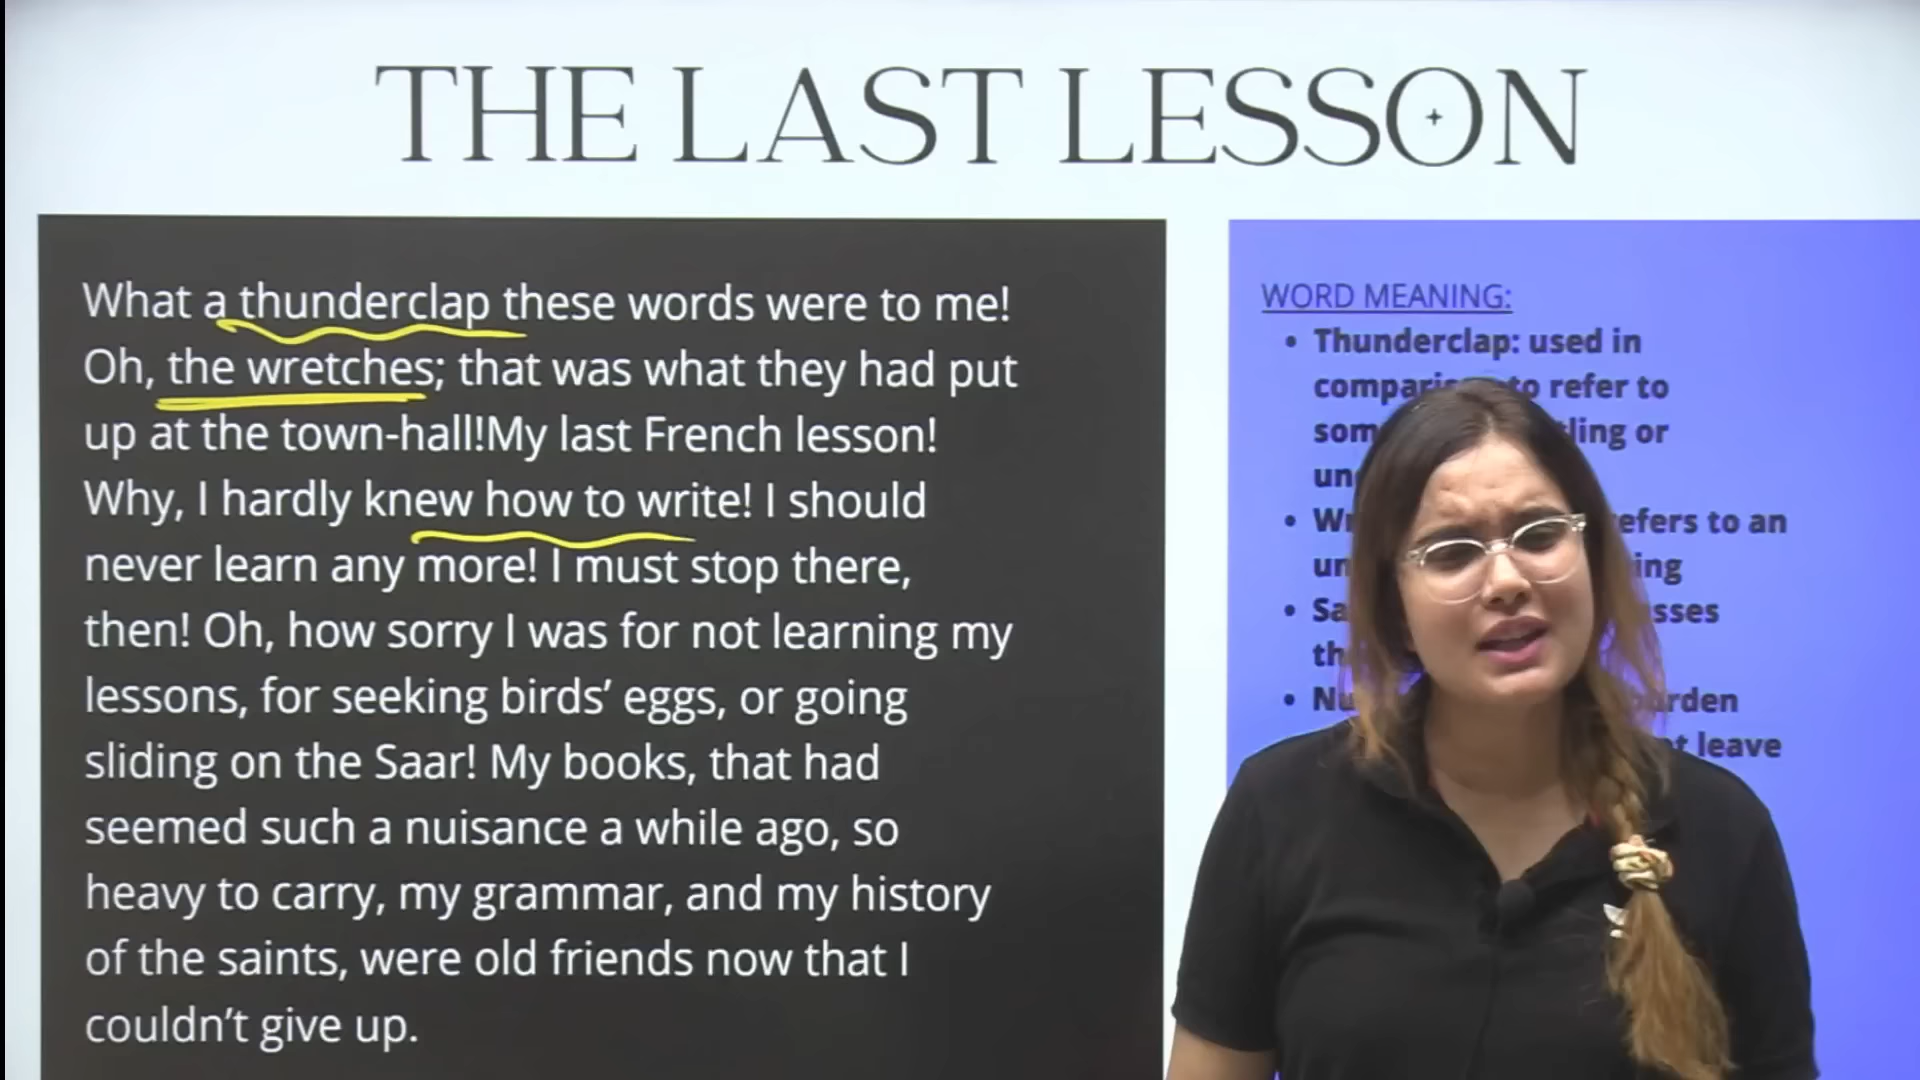 THE LAST LESSON
What a thunderclap these words were to me!
Oh, the wretches; that was what they had put
up at the town-hall!My last French lesson!
Why, I hardly knew how to write! I should
never learn any more! I must stop there,
then! Oh, how sorry I was for not learning my
lessons, for seeking birds’ eggs, or going
sliding on the Saar! My books, that had
seemed such a nuisance a while ago, so
heavy to carry, my grammar, and my history
of the saints, were old friends now that I
couldn’t give up.
WORD MEANING:
• Thunderclap: used in
to refer to
or
• to an
•
•
leave